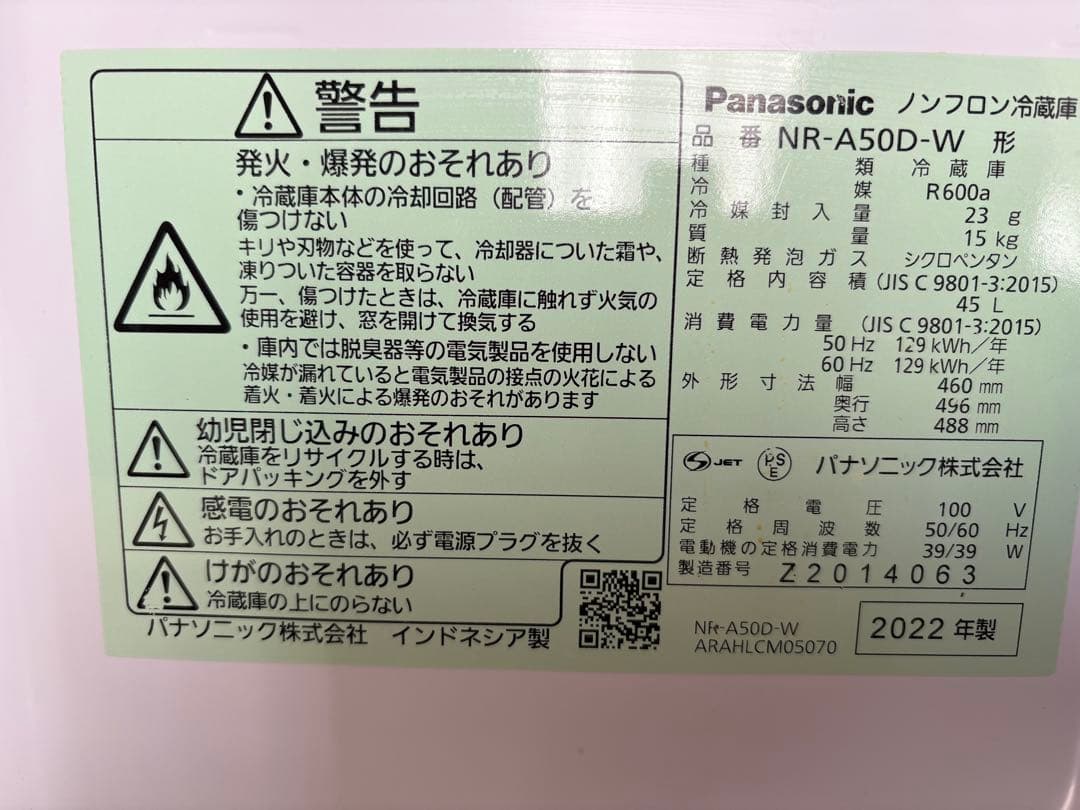 警告
発火・爆発のおそれあり
・冷蔵庫本体の冷却回路（配管）を
傷つけない
キリや刃物などを使って、冷却器についた霜や、
凍りついた容器を取らない
万一、傷つけたときは、冷蔵庫に触れず火気の
使用を避け、窓を開けて換気する
・庫内では脱臭器等の電気製品を使用しない
冷媒が漏れていると電気製品の接点の火花による
着火・着火による爆発のおそれがあります
幼児閉じ込みのおそれあり
冷蔵庫をリサイクルする時は、
ドアパッキングを外す
感電のおそれあり
お手入れのときは、必ず電源プラグを抜く
けがのおそれあり
冷蔵庫の上にのらない
パナソニック株式会社 インドネシア製
Panasonic ノンフロン冷蔵庫
品番 NR-A50D-W 形
種類 冷蔵庫
冷媒 R600a
冷媒封入量 23 g
質量 15 kg
断熱発泡ガス シクロペンタン
定格内容積 (JIS C 9801-3:2015)
45 L
消費電力量 (JIS C 9801-3:2015)
50 Hz 129 kWh／年
60 Hz 129 kWh／年
外形寸法 幅 460 mm
奥行 496 mm
高さ 488 mm
JET PSE パナソニック株式会社
定格電圧 100 V
定格周波数 50/60 Hz
電動機の定格消費電力 39/39 W
製造番号 Z2014063
NR-A50D-W
ARAHLCM05070
2022 年製